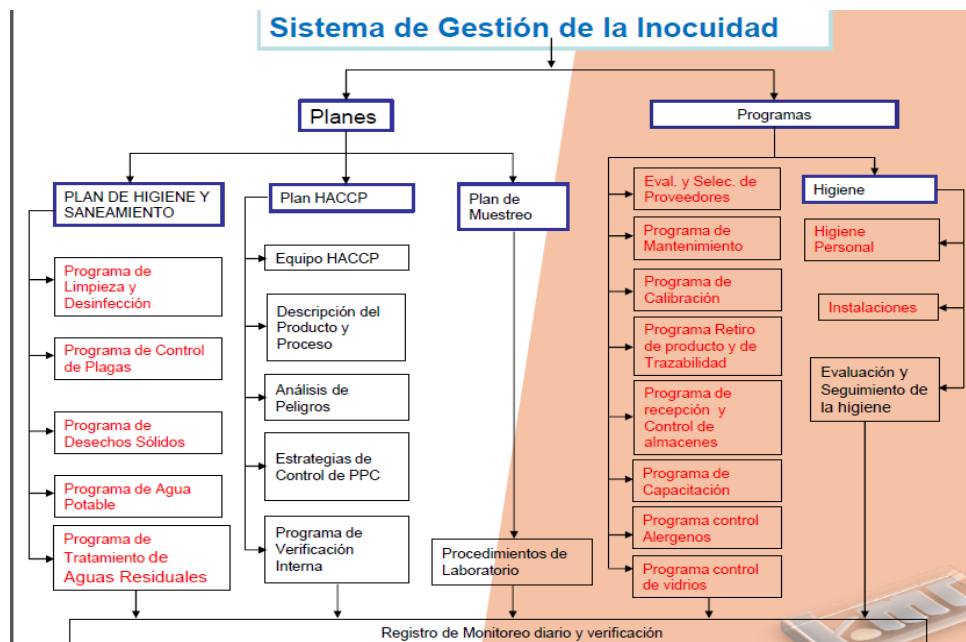 Sistema de Gestión de la Inocuidad
Planes
Programas
PLAN DE HIGIENE Y
SANEAMIENTO
Plan HACCP
Plan de
Muestreo
Eval. y Selec. de
Proveedores
Higiene
Programa de
Limpieza y
Desinfección
Programa de Control
de Plagas
Programa de
Desechos Sólidos
Programa de Agua
Potable
Programa de
Tratamiento de
Aguas Residuales
Equipo HACCP
Descripción del
Producto y
Proceso
Análisis de
Peligros
Estrategias de
Control de PPC
Programa de
Verificación
Interna
Procedimientos de
Laboratorio
Programa de
Mantenimiento
Programa de
Calibración
Programa Retiro
de producto y de
Trazabilidad
Programa de
recepción y
Control de
almacenes
Programa de
Capacitación
Programa control
Alergenos
Programa control
de vidrios
Higiene
Personal
Instalaciones
Evaluación y
Seguimiento de
la higiene
Registro de Monitoreo diario y verificación